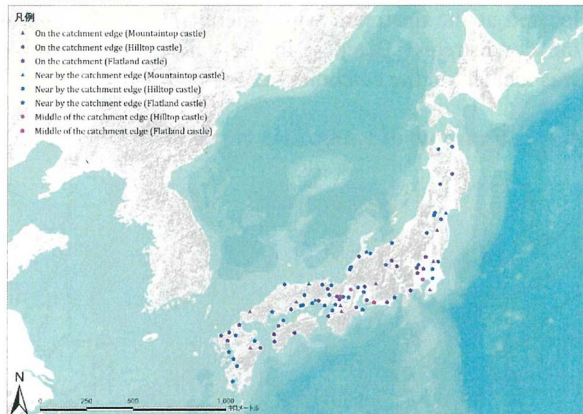 凡例
On the catchment edge (Mountaintop castle)
On the catchment edge (Hilltop castle)
On the catchment (Flatland castle)
Near by the catchment edge (Mountaintop castle)
Near by the catchment edge (Hilltop castle)
Near by the catchment edge (Flatland castle)
Middle of the catchment edge (Hilltop castle)
Middle of the catchment edge (Flatland castle)
N
0 250 500 1,000
キロメートル